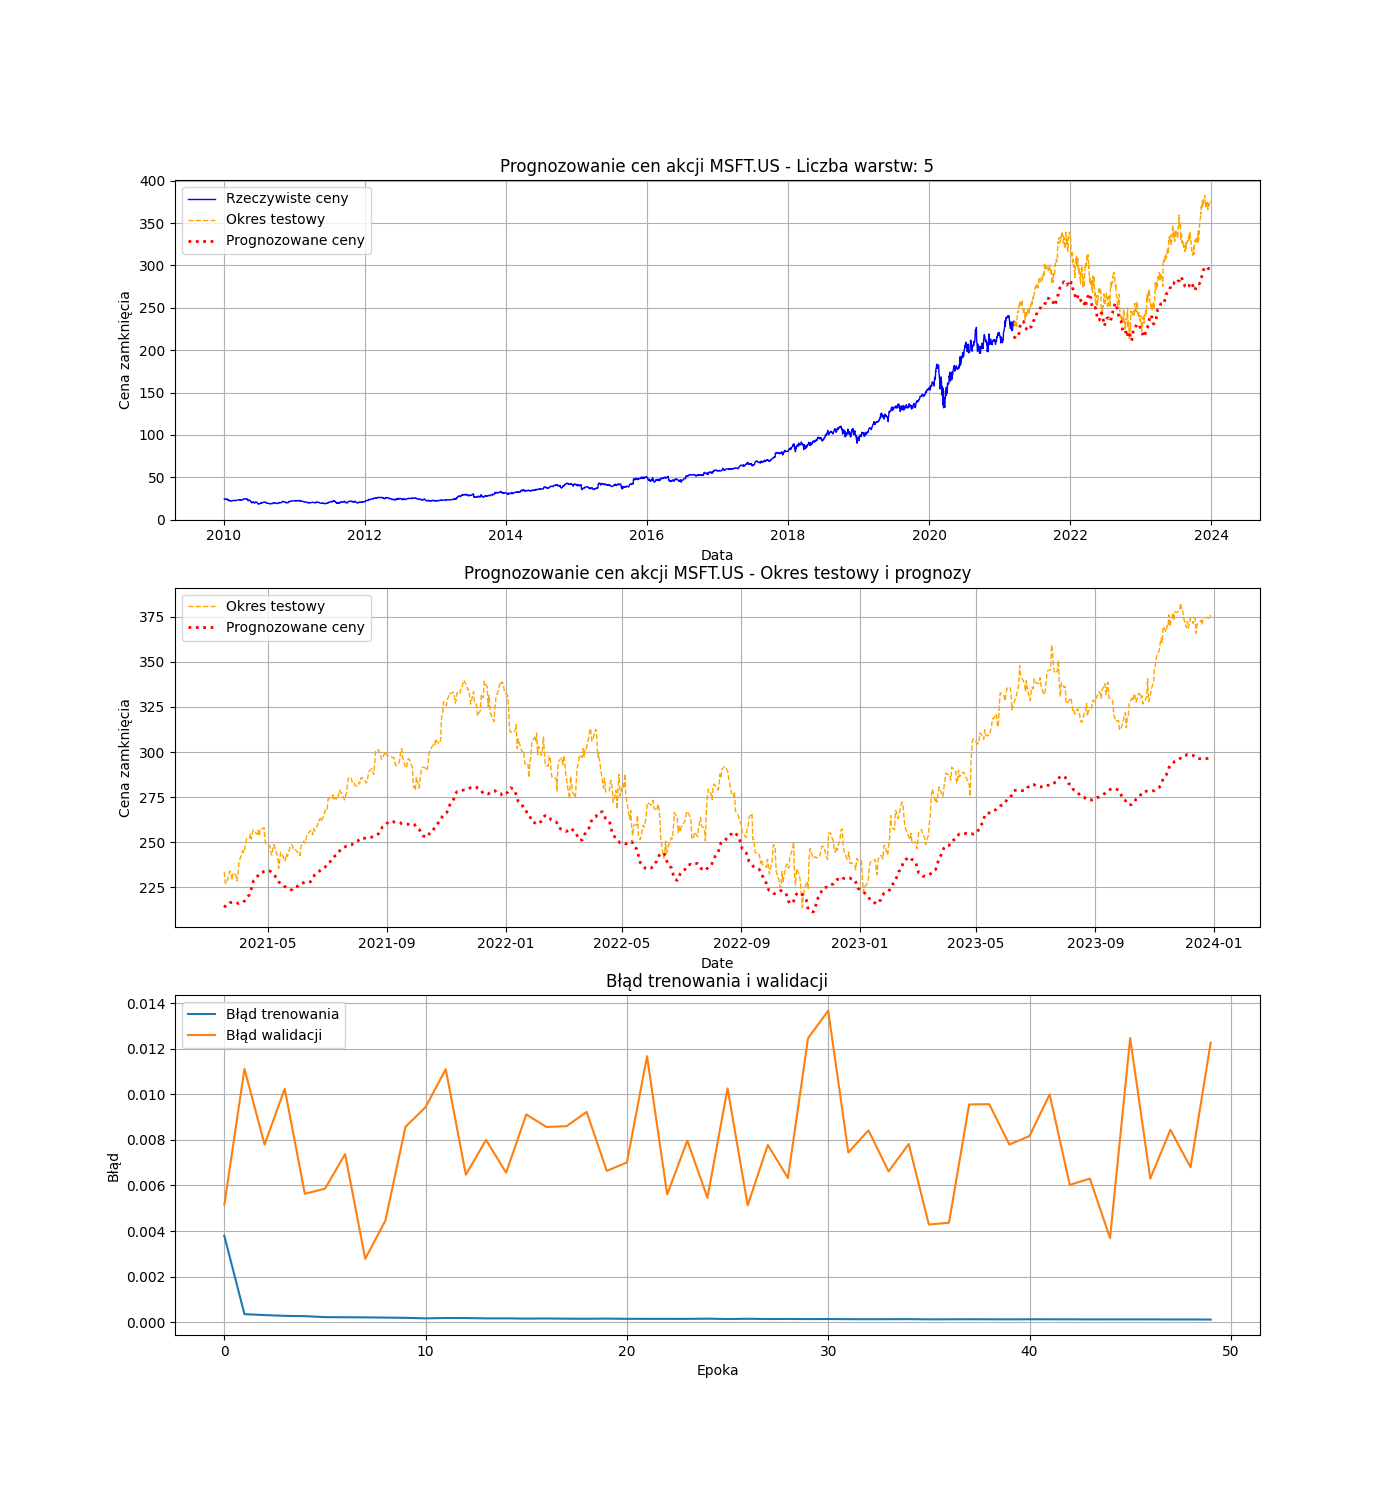 Prognozowanie cen akcji MSFT.US - Liczba warstw: 5
400
350
300
250
200
150
100
50
0
Cena zamknięcia
Rzeczywiste ceny
Okres testowy
Prognozowane ceny
2010 2012 2014 2016 2018 2020 2022 2024
Data
Prognozowanie cen akcji MSFT.US - Okres testowy i prognozy
375
350
325
300
275
250
225
Cena zamknięcia
Okres testowy
Prognozowane ceny
2021-05 2021-09 2022-01 2022-05 2022-09 2023-01 2023-05 2023-09 2024-01
Date
Błąd trenowania i walidacji
0.014
0.012
0.010
0.008
0.006
0.004
0.002
0.000
Błąd
Błąd trenowania
Błąd walidacji
0 10 20 30 40 50
Epoka